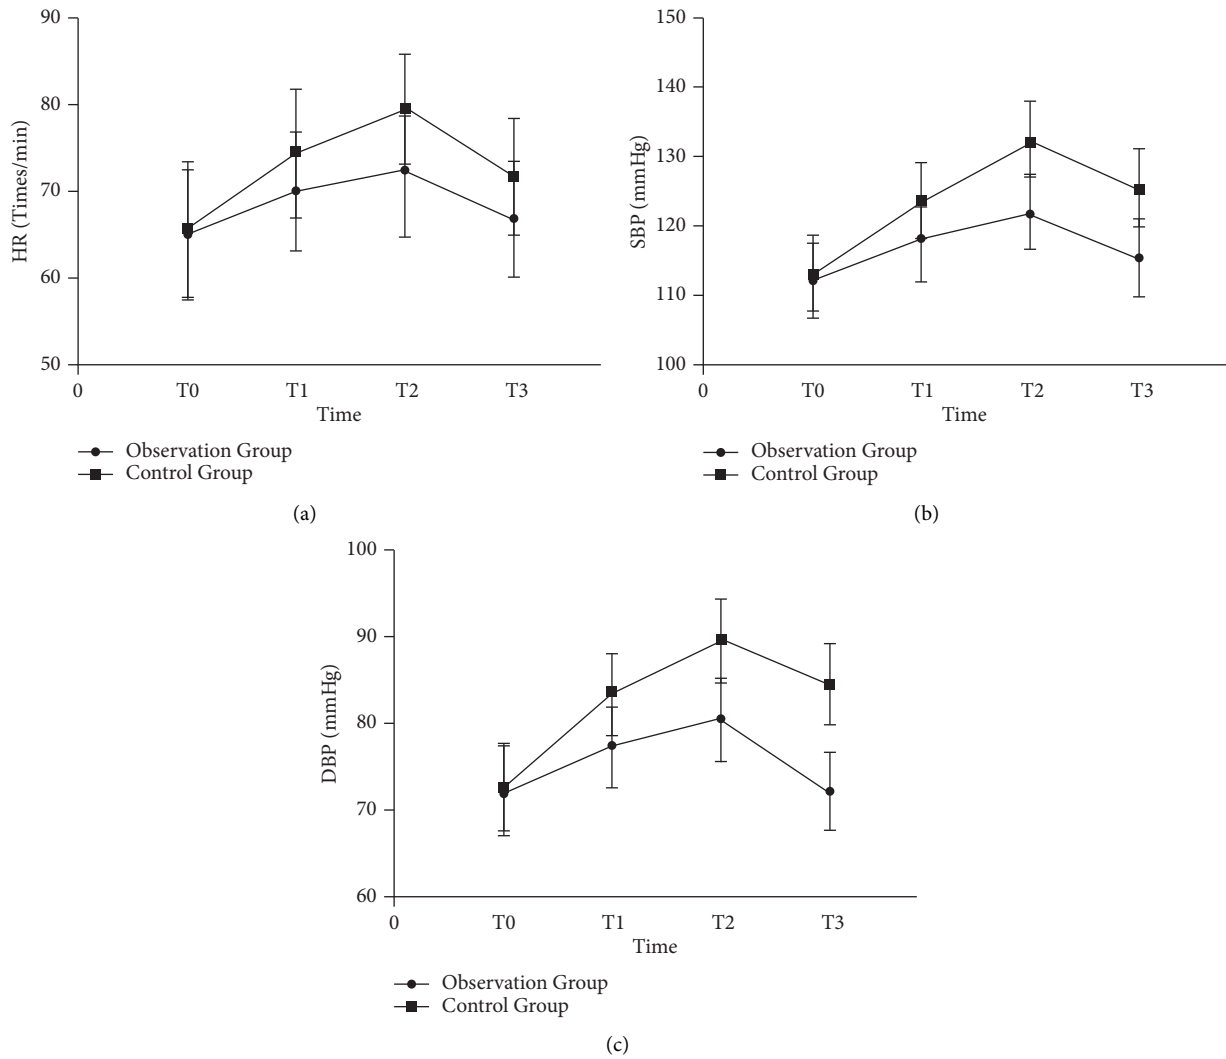 90
80
70
60
50
HR (Times/min)
0 T0 T1 T2 T3
Time
Observation Group
Control Group
(a)
150
140
130
120
110
100
SBP (mmHg)
0 T0 T1 T2 T3
Time
Observation Group
Control Group
(b)
100
90
80
70
60
DBP (mmHg)
0 T0 T1 T2 T3
Time
Observation Group
Control Group
(c)